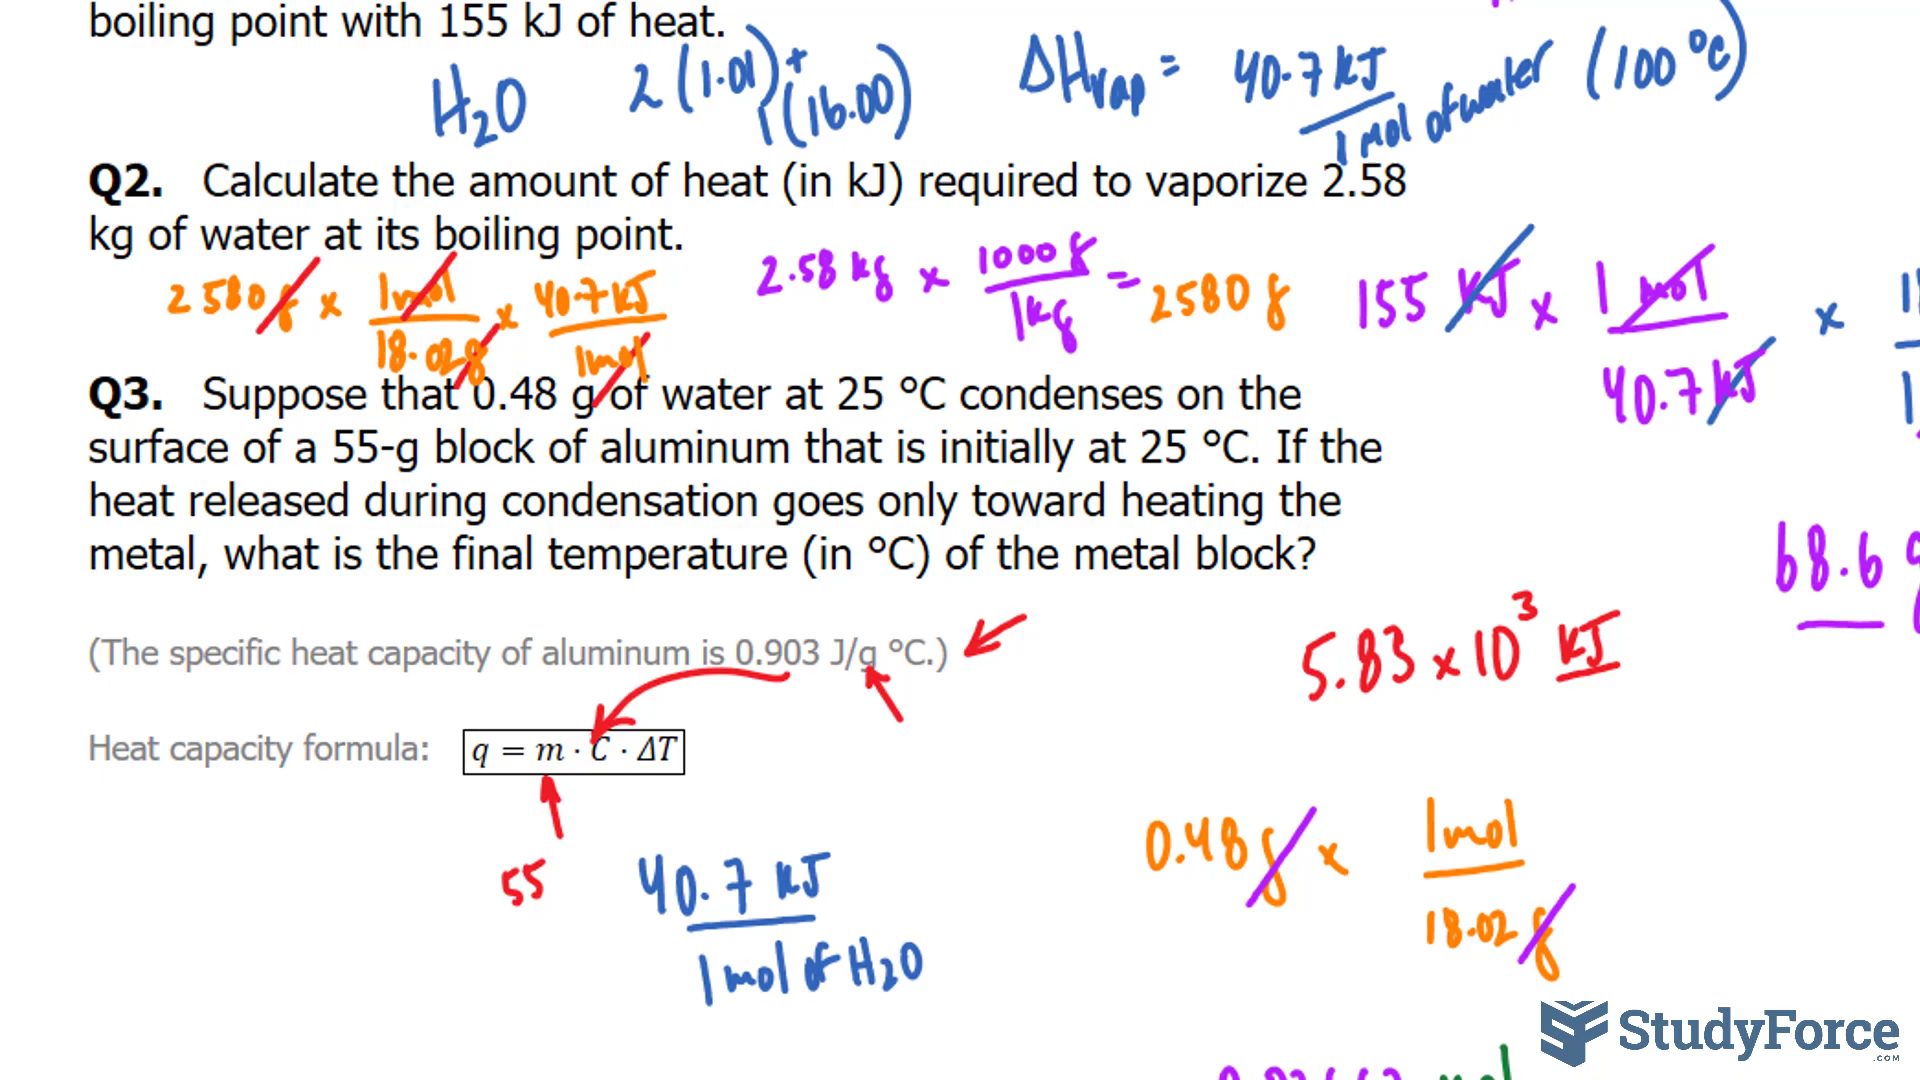 boiling point with 155 kJ of heat.
H₂O 2(1.01) + 1(16.00) ΔHvap = 40.7 kJ / 1 mol of water (100 °C)
Q2. Calculate the amount of heat (in kJ) required to vaporize 2.58
kg of water at its boiling point.
2580 g × 1 mol / 18.02 g × 40.7 kJ / 1 mol
2.58 kg × 1000 g / 1 kg = 2580 g
155 kJ × 1 mol / 40.7 kJ ×
Q3. Suppose that 0.48 g of water at 25 °C condenses on the
surface of a 55-g block of aluminum that is initially at 25 °C. If the
heat released during condensation goes only toward heating the
metal, what is the final temperature (in °C) of the metal block?
68.6 g
(The specific heat capacity of aluminum is 0.903 J/g °C.)
5.83 × 10³ kJ
Heat capacity formula: q = m · C · ΔT
55
40.7 kJ / 1 mol of H₂O
0.48 g × 1 mol / 18.02 g
StudyForce
.COM